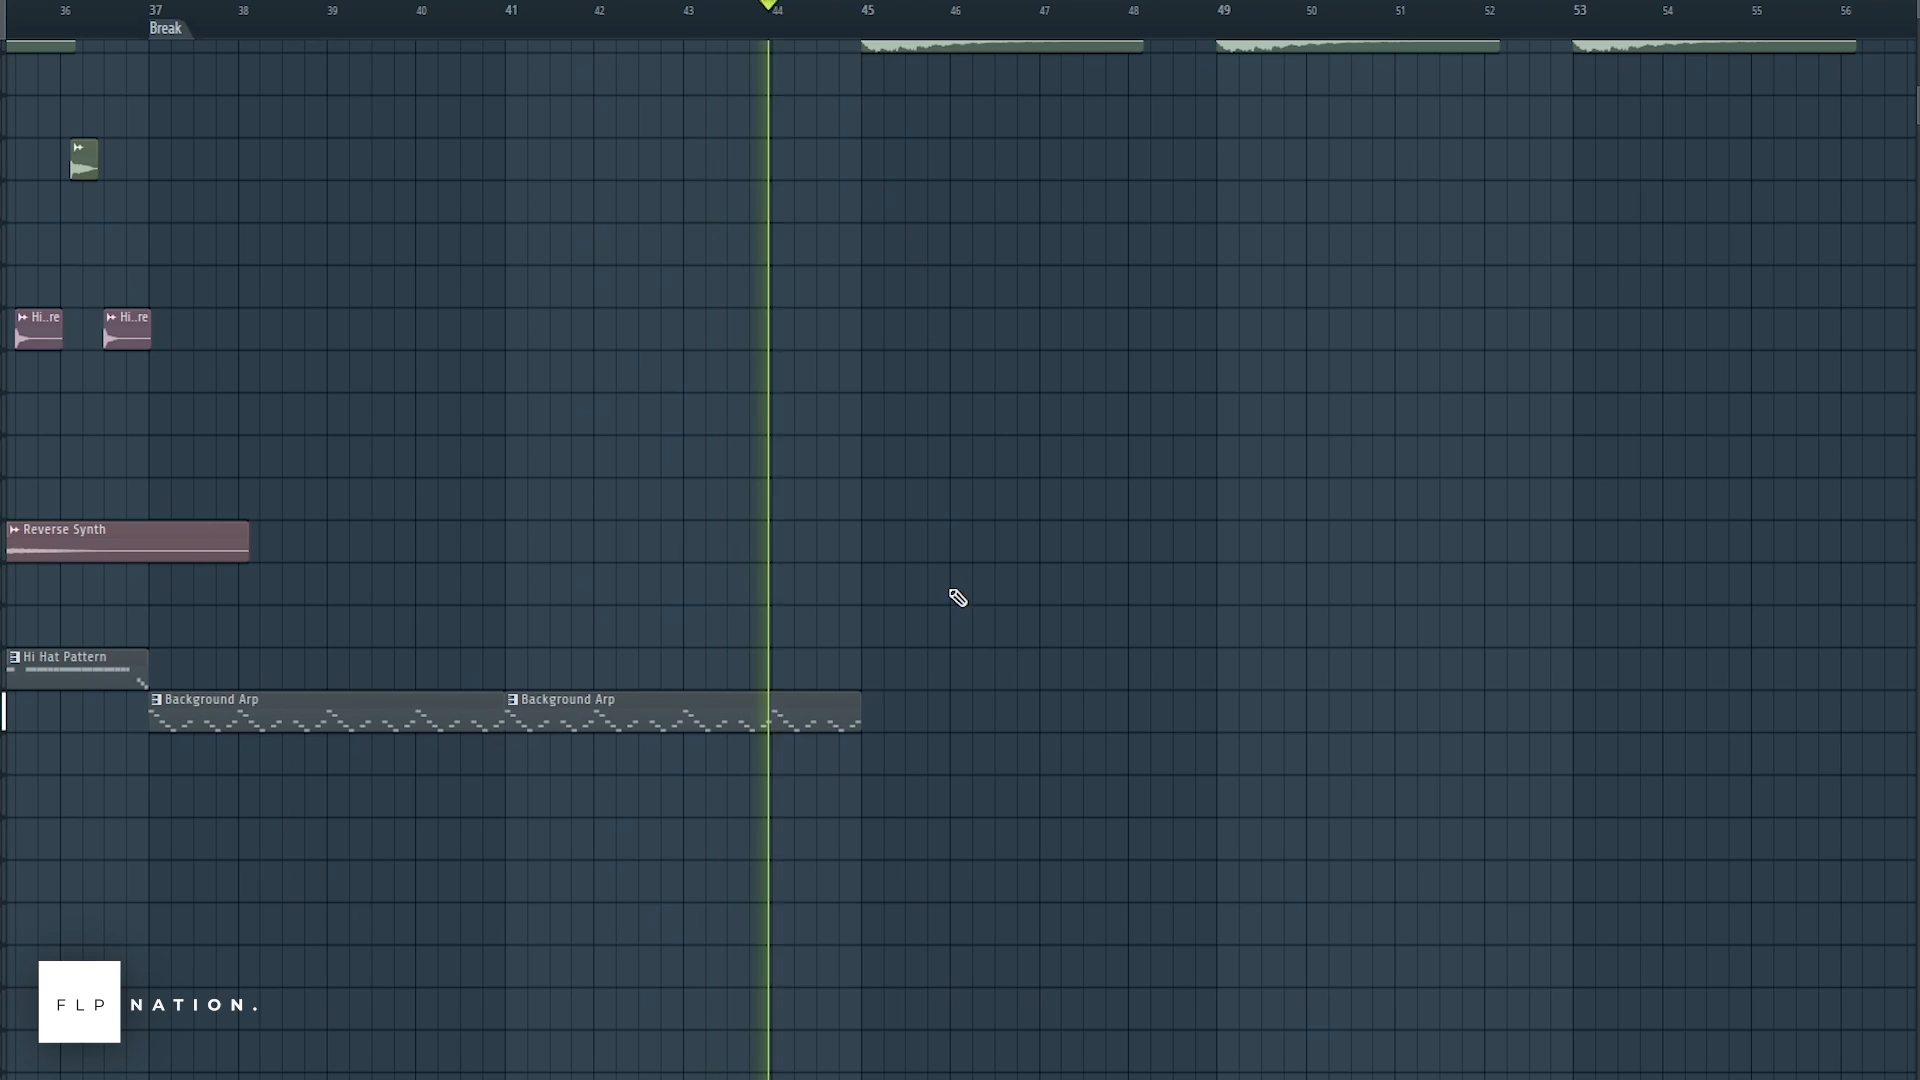 36 37 38 39 40 41 42 43 44 45 46 47 48 49 50 51 52 53 54 55 56
Break
Hi..re Hi..re
Reverse Synth
Hi Hat Pattern
Background Arp Background Arp
FLP NATION.